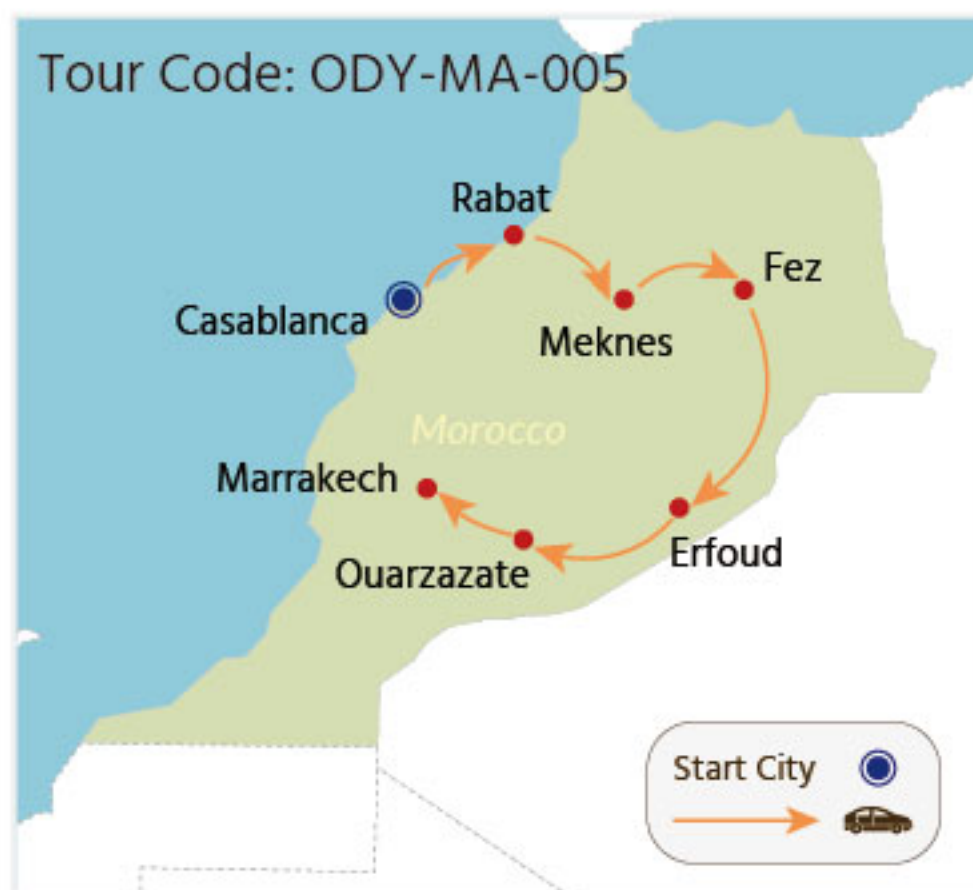 Tour Code: ODY-MA-005
Rabat
Fez
Casablanca
Meknes
Morocco
Marrakech
Erfoud
Ouarzazate
Start City